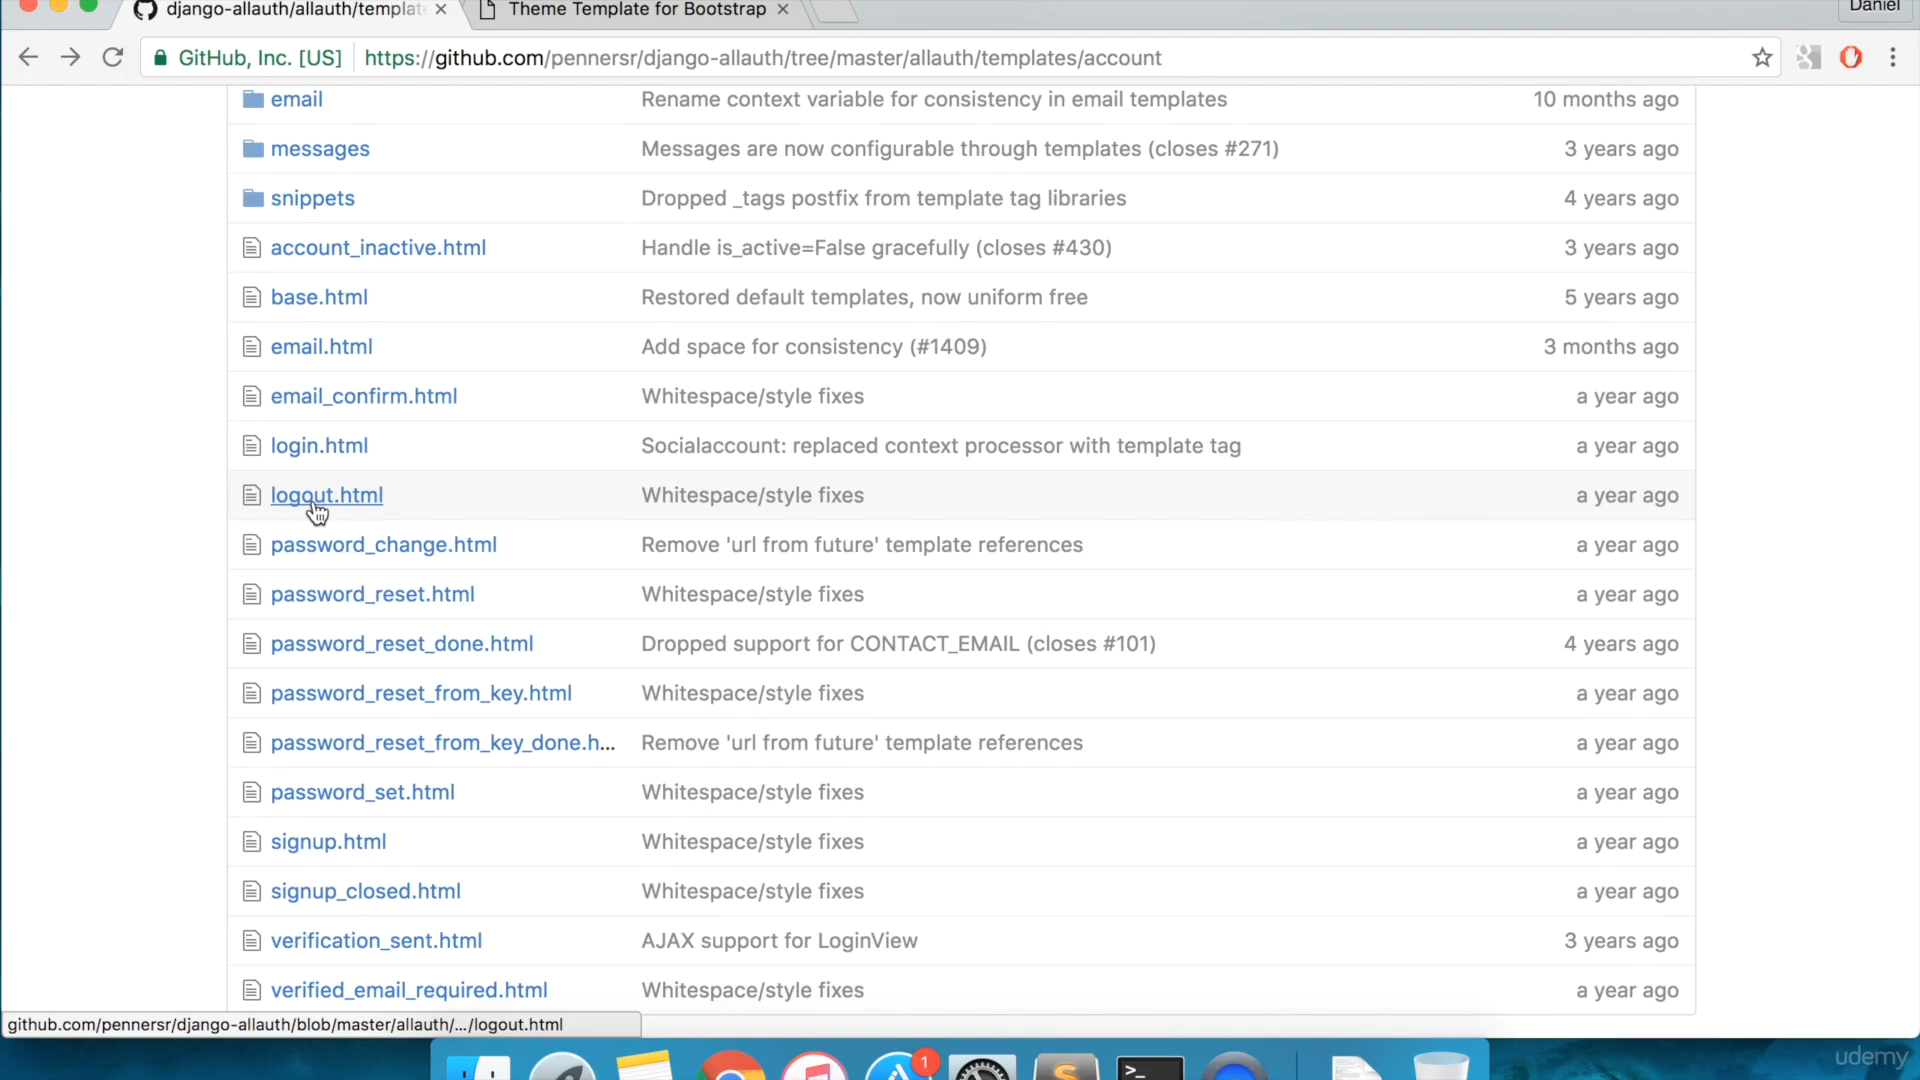 django-allauth/allauth/templat
Theme Template for Bootstrap
Daniel
GitHub, Inc. [US]
https://github.com/pennersr/django-allauth/tree/master/allauth/templates/account
email Rename context variable for consistency in email templates 10 months ago
messages Messages are now configurable through templates (closes #271) 3 years ago
snippets Dropped _tags postfix from template tag libraries 4 years ago
account_inactive.html Handle is_active=False gracefully (closes #430) 3 years ago
base.html Restored default templates, now uniform free 5 years ago
email.html Add space for consistency (#1409) 3 months ago
email_confirm.html Whitespace/style fixes a year ago
login.html Socialaccount: replaced context processor with template tag a year ago
logout.html Whitespace/style fixes a year ago
password_change.html Remove 'url from future' template references a year ago
password_reset.html Whitespace/style fixes a year ago
password_reset_done.html Dropped support for CONTACT_EMAIL (closes #101) 4 years ago
password_reset_from_key.html Whitespace/style fixes a year ago
password_reset_from_key_done.h... Remove 'url from future' template references a year ago
password_set.html Whitespace/style fixes a year ago
signup.html Whitespace/style fixes a year ago
signup_closed.html Whitespace/style fixes a year ago
verification_sent.html AJAX support for LoginView 3 years ago
verified_email_required.html Whitespace/style fixes a year ago
github.com/pennersr/django-allauth/blob/master/allauth/.../logout.html
1
S
>_
udemy